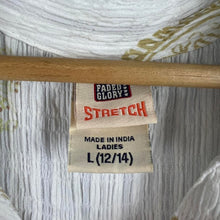 FADED
GLORY
STRETCH
MADE IN INDIA
LADIES
L (12/14)